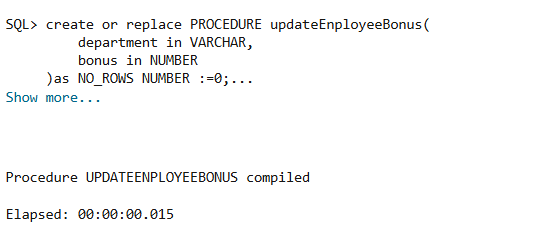 SQL> create or replace PROCEDURE updateEnployeeBonus(
department in VARCHAR,
bonus in NUMBER
)as NO_ROWS NUMBER :=0;...
Show more...
Procedure UPDATEENPLOYEEBONUS compiled
Elapsed: 00:00:00.015